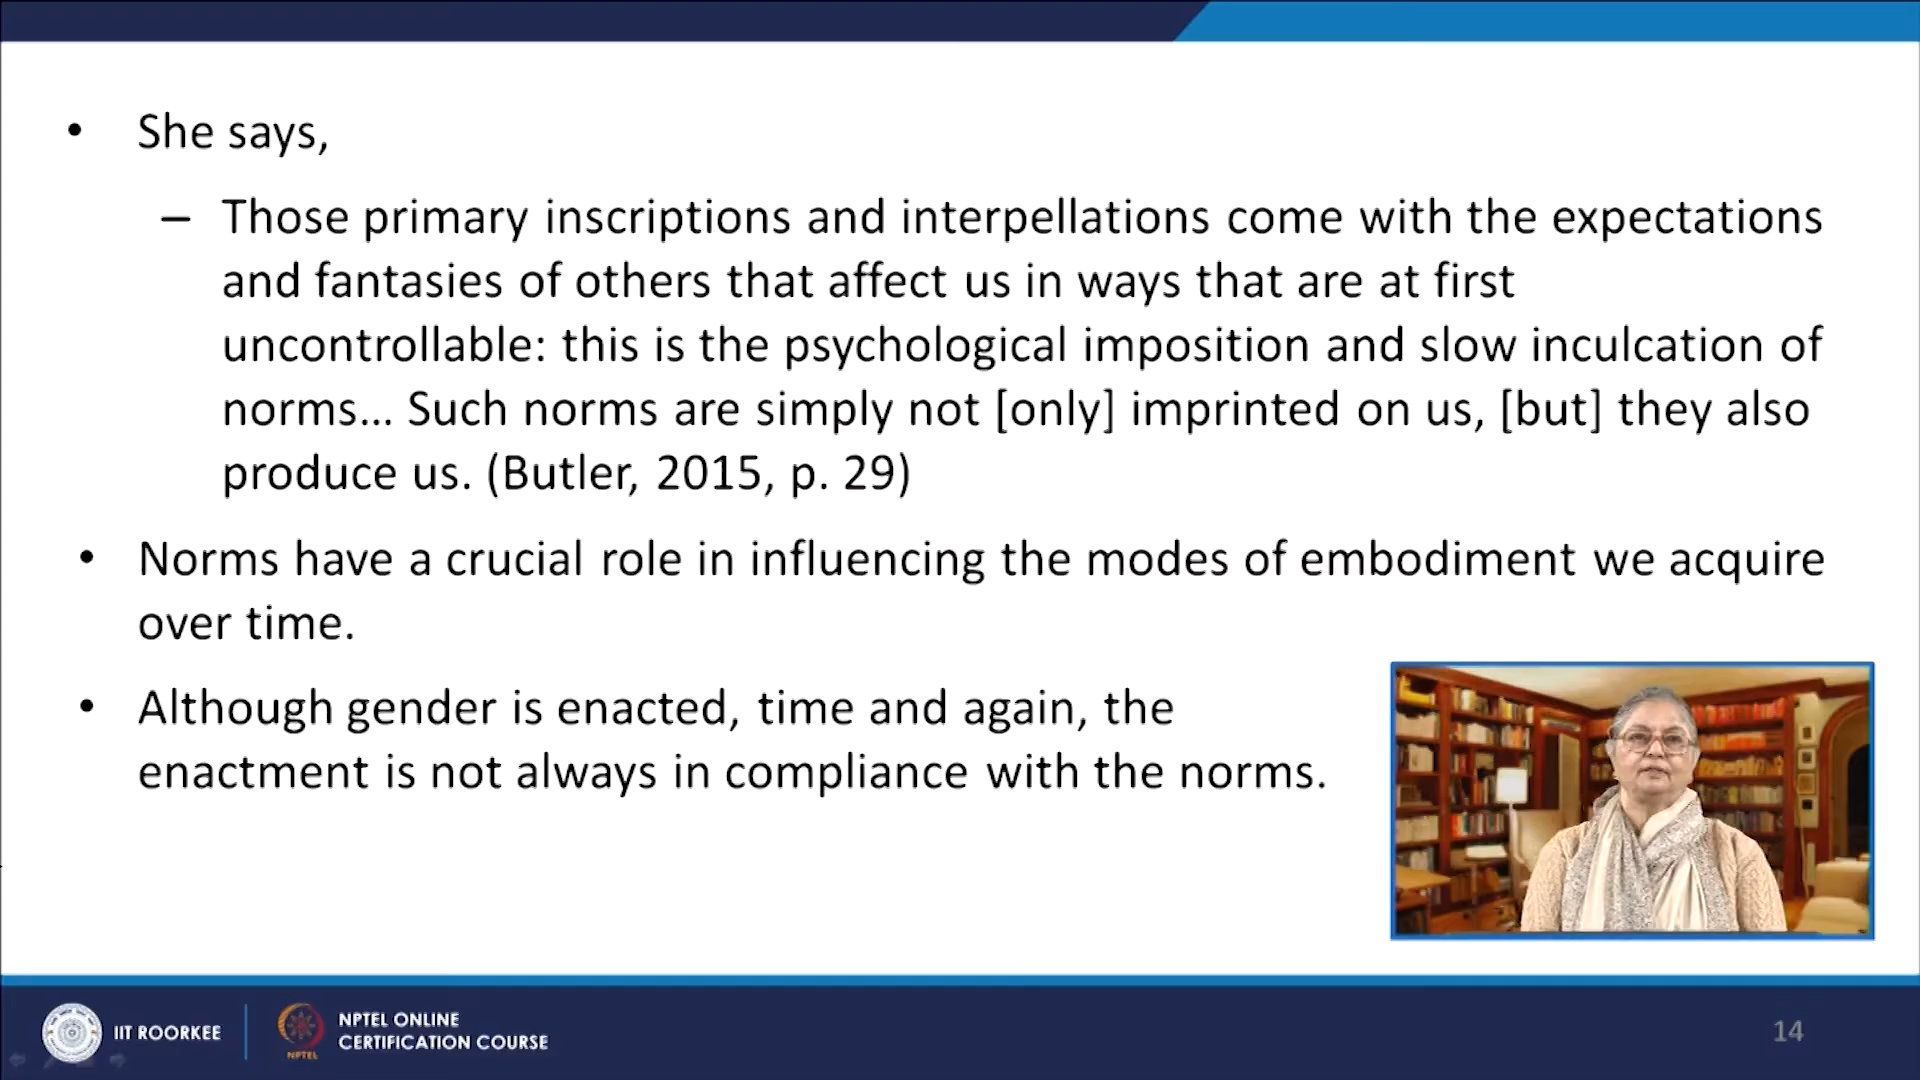 • She says,
– Those primary inscriptions and interpellations come with the expectations
and fantasies of others that affect us in ways that are at first
uncontrollable: this is the psychological imposition and slow inculcation of
norms... Such norms are simply not [only] imprinted on us, [but] they also
produce us. (Butler, 2015, p. 29)
• Norms have a crucial role in influencing the modes of embodiment we acquire
over time.
• Although gender is enacted, time and again, the
enactment is not always in compliance with the norms.
IIT ROORKEE
NPTEL
NPTEL ONLINE
CERTIFICATION COURSE
14